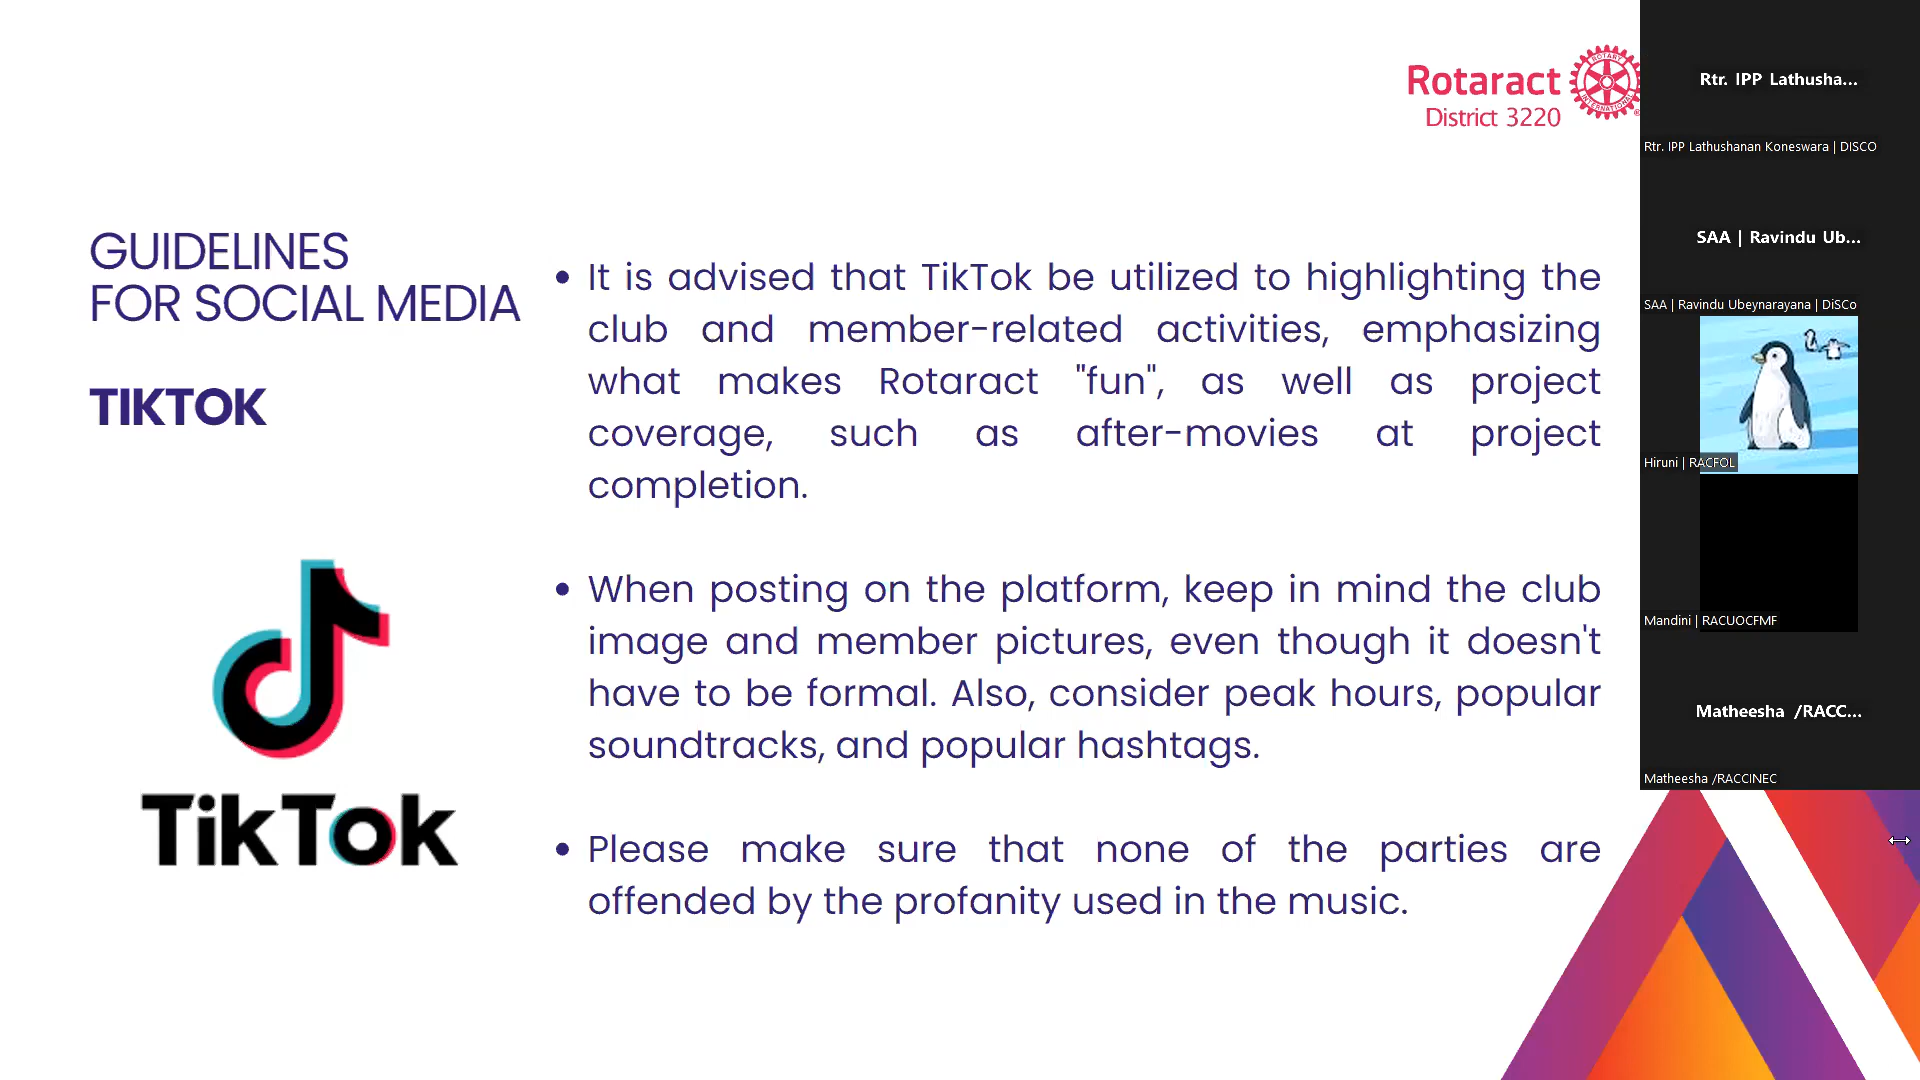 Rotaract
District 3220
ROTARY
INTERNATIONAL
GUIDELINES
FOR SOCIAL MEDIA
TIKTOK
TikTok
• It is advised that TikTok be utilized to highlighting the
club and member-related activities, emphasizing
what makes Rotaract "fun", as well as project
coverage, such as after-movies at project
completion.
• When posting on the platform, keep in mind the club
image and member pictures, even though it doesn't
have to be formal. Also, consider peak hours, popular
soundtracks, and popular hashtags.
• Please make sure that none of the parties are
offended by the profanity used in the music.
Rtr. IPP Lathusha...
Rtr. IPP Lathushanan Koneswara | DISCO
SAA | Ravindu Ub...
SAA | Ravindu Ubeynarayana | DiSCo
Hiruni | RACFOL
Mandini | RACUOCFMF
Matheesha /RACC...
Matheesha /RACCINEC